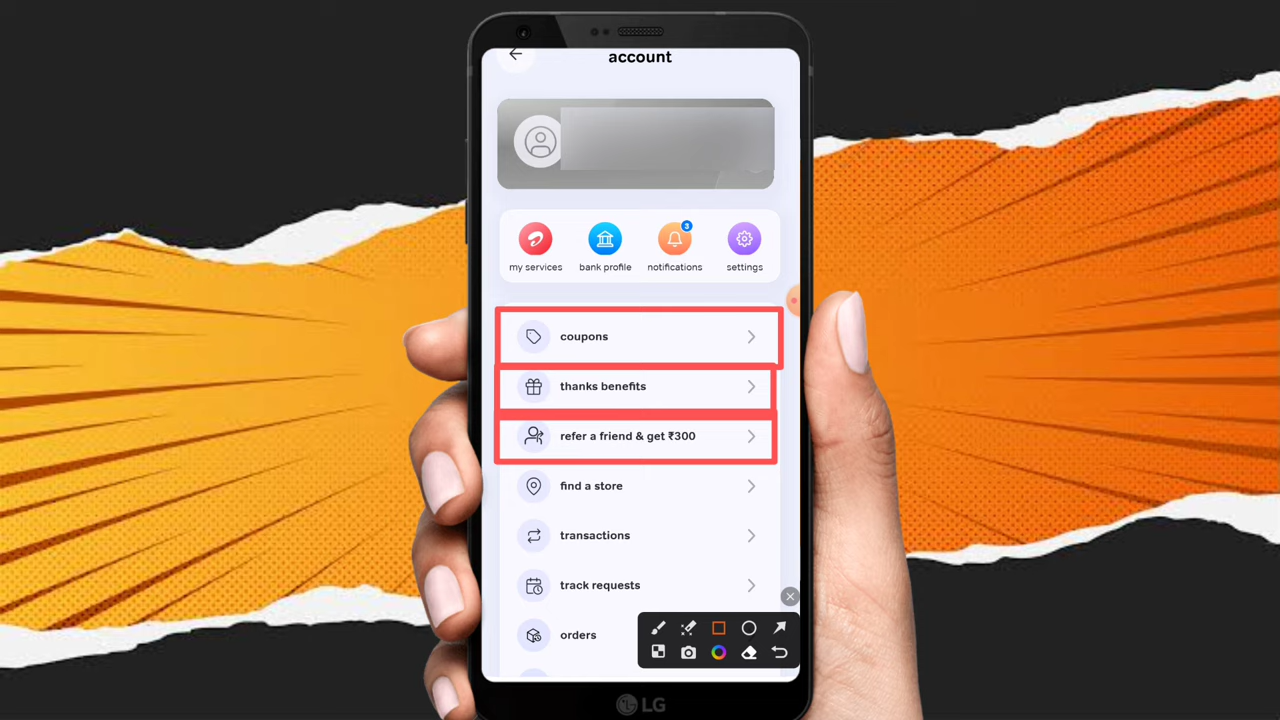 account
my services
bank profile
3
notifications
settings
coupons
thanks benefits
refer a friend & get ₹300
find a store
transactions
track requests
orders
LG